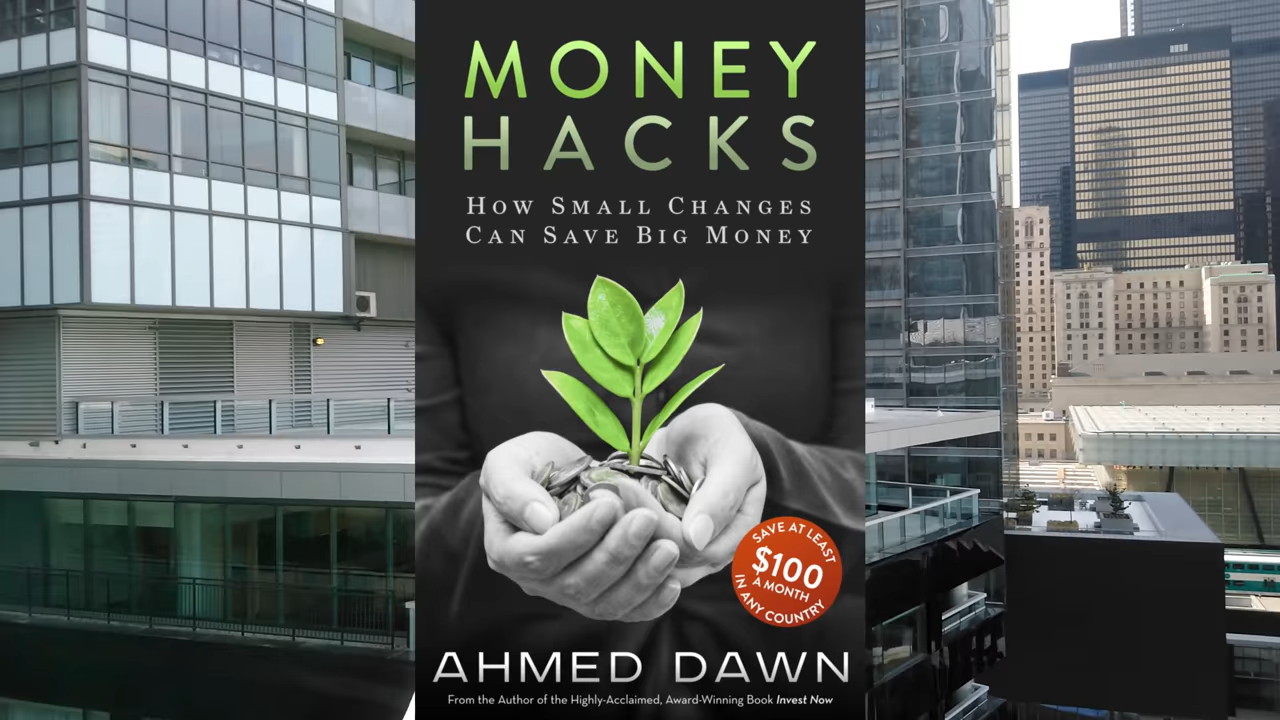 MONEY
HACKS
How Small Changes
Can Save Big Money
SAVE AT LEAST
$100
A MONTH
IN ANY COUNTRY
AHMED DAWN
From the Author of the Highly-Acclaimed, Award-Winning Book Invest Now